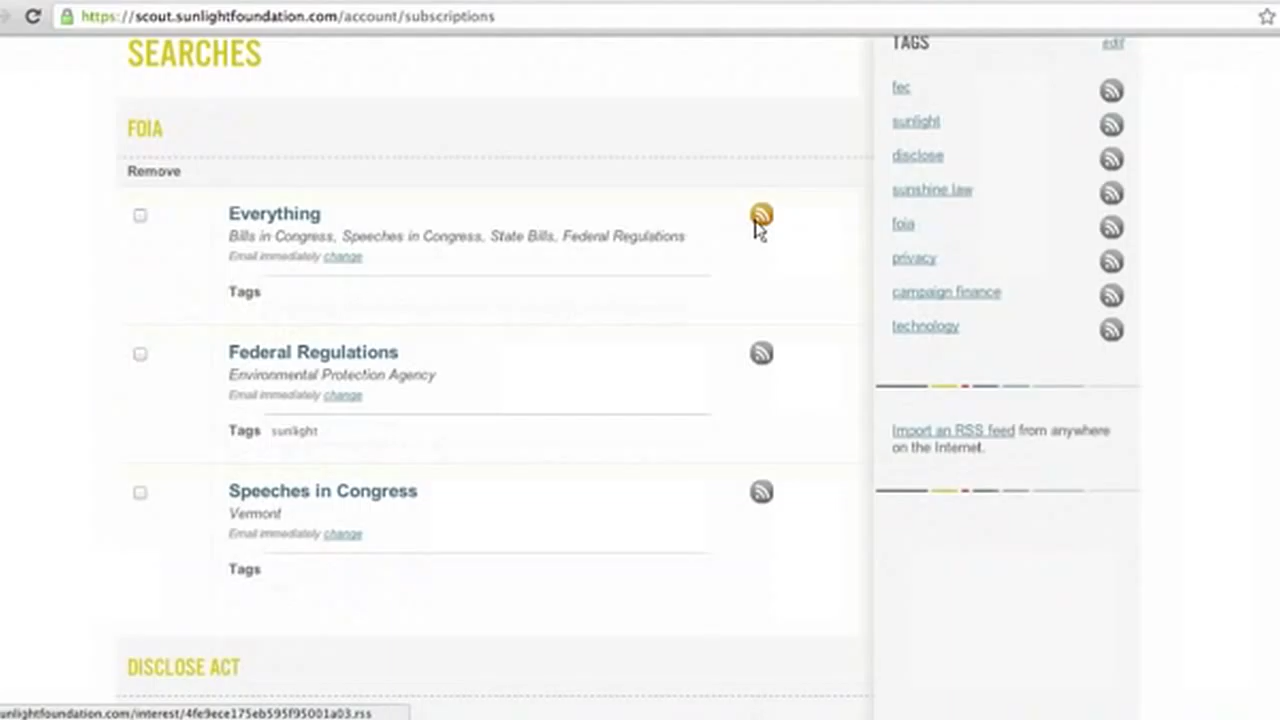 https://scout.sunlightfoundation.com/account/subscriptions
SEARCHES
FOIA
Remove
Everything
Bills in Congress, Speeches in Congress, State Bills, Federal Regulations
Email immediately change
Tags
Federal Regulations
Environmental Protection Agency
Email immediately change
Tags sunlight
Speeches in Congress
Vermont
Email immediately change
Tags
DISCLOSE ACT
TAGS edit
fec
sunlight
disclose
sunshine law
foia
privacy
campaign finance
technology
Import an RSS feed from anywhere
on the Internet.
unlightfoundation.com/interest/4fe9ece175eb595f95001a03.rss